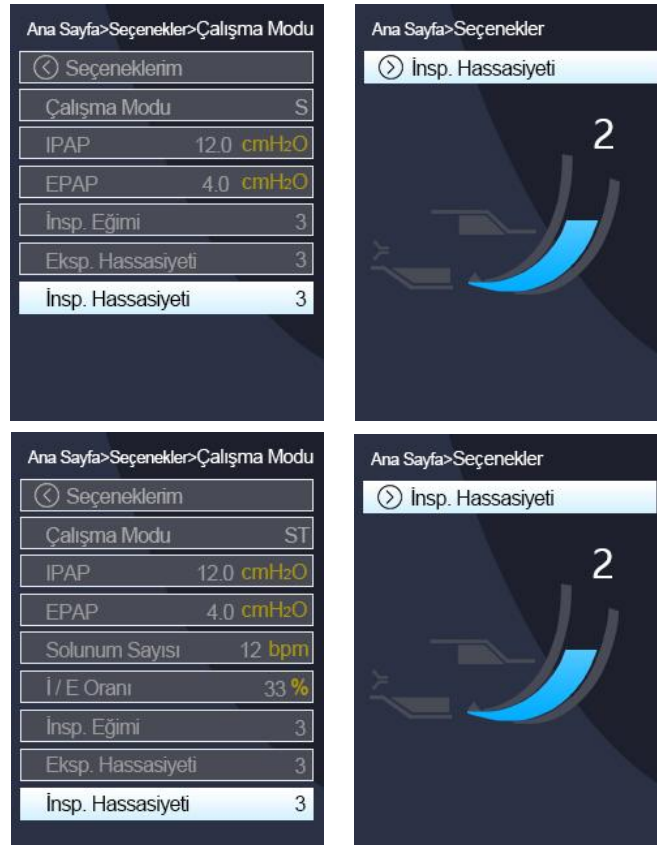 Ana Sayfa>Seçenekler>Çalışma Modu
Seçeneklerim
Çalışma Modu S
IPAP 12.0 cmH2O
EPAP 4.0 cmH2O
İnsp. Eğimi 3
Eksp. Hassasiyeti 3
İnsp. Hassasiyeti 3
Ana Sayfa>Seçenekler
İnsp. Hassasiyeti
2
Ana Sayfa>Seçenekler>Çalışma Modu
Seçeneklerim
Çalışma Modu ST
IPAP 12.0 cmH2O
EPAP 4.0 cmH2O
Solunum Sayısı 12 bpm
İ / E Oranı 33 %
İnsp. Eğimi 3
Eksp. Hassasiyeti 3
İnsp. Hassasiyeti 3
Ana Sayfa>Seçenekler
İnsp. Hassasiyeti
2